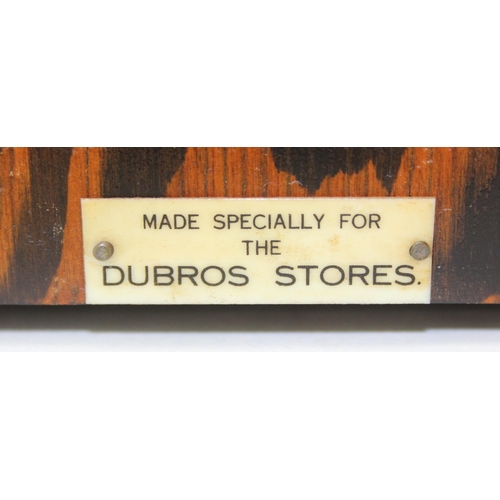 MADE SPECIALLY FOR
THE
DUBROS STORES.